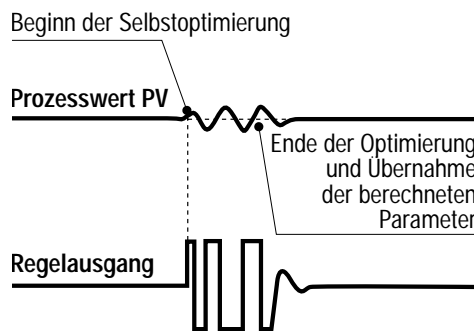 Beginn der Selbstoptimierung
Prozesswert PV
Ende der Optimierung
und Übernahme
der berechneten
Parameter
Regelausgang